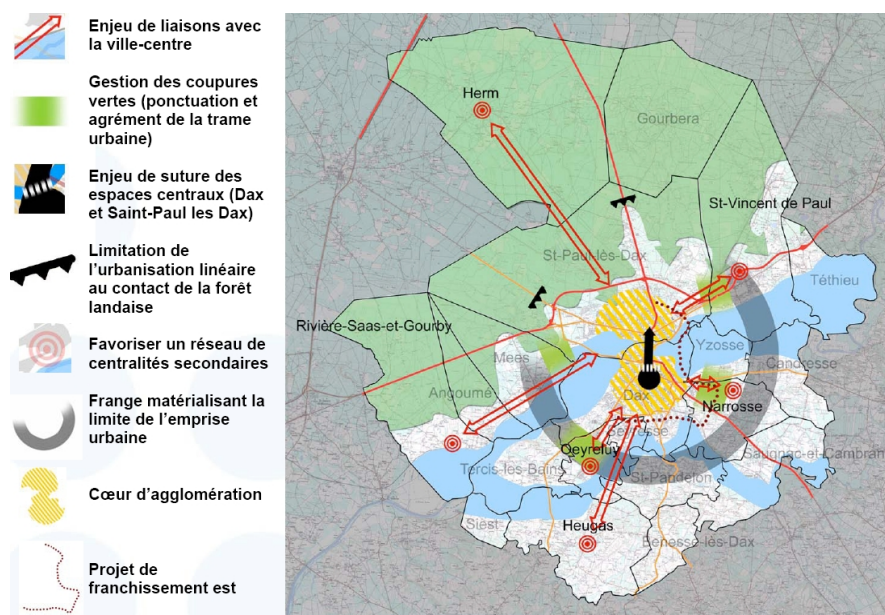 Enjeu de liaisons avec
la ville-centre
Gestion des coupures
vertes (ponctuation et
agrément de la trame
urbaine)
Enjeu de suture des
espaces centraux (Dax
et Saint-Paul les Dax)
Limitation de
l'urbanisation linéaire
au contact de la forêt
landaise
Favoriser un réseau de
centralités secondaires
Frange matérialisant la
limite de l'emprise
urbaine
Cœur d'agglomération
Projet de
franchissement est
Herm
Gourbera
St-Vincent de Paul
St-Paul-lès-Dax
Téthieu
Rivière-Saas-et-Gourby
Yzosse
Mees
Candresse
Angoumé
Dax
Narrosse
Seyresse
Oeyreluy
Saugnac-et-Cambran
Tercis-les-Bains
St-Pandelon
Siest
Heugas
Benesse-lès-Dax